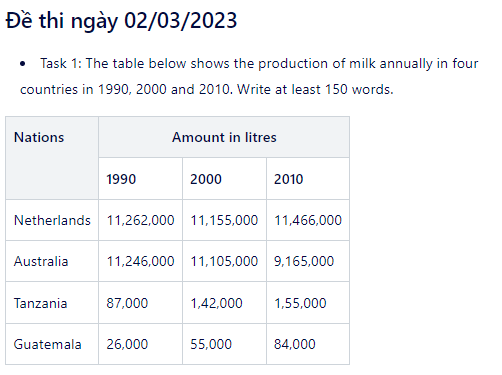 Đề thi ngày 02/03/2023
• Task 1: The table below shows the production of milk annually in four
countries in 1990, 2000 and 2010. Write at least 150 words.
Nations Amount in litres
1990 2000 2010
Netherlands 11,262,000 11,155,000 11,466,000
Australia 11,246,000 11,105,000 9,165,000
Tanzania 87,000 1,42,000 1,55,000
Guatemala 26,000 55,000 84,000